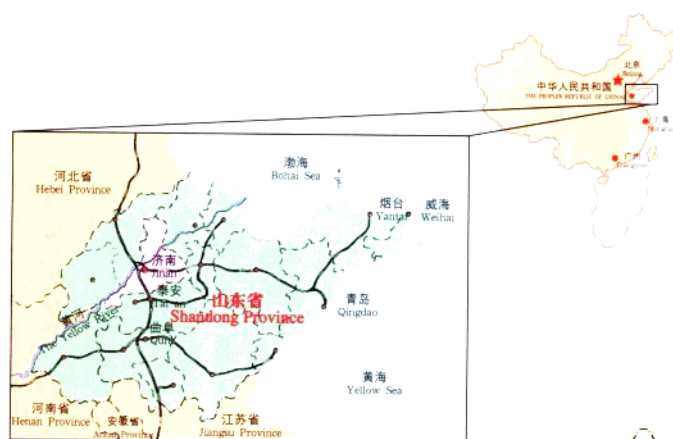 北京
Beijing
中华人民共和国
THE PEOPLE'S REPUBLIC OF CHINA
上海
广州
渤海
Bohai Sea
河北省
Hebei Province
烟台
Yantai
威海
Weihai
济南
Jinan
泰安
Tai'an
山东省
Shandong Province
青岛
Qingdao
The Yellow River
曲阜
Qufu
黄海
Yellow Sea
河南省
Henan Province
安徽省
Anhui Province
江苏省
Jiangsu Province